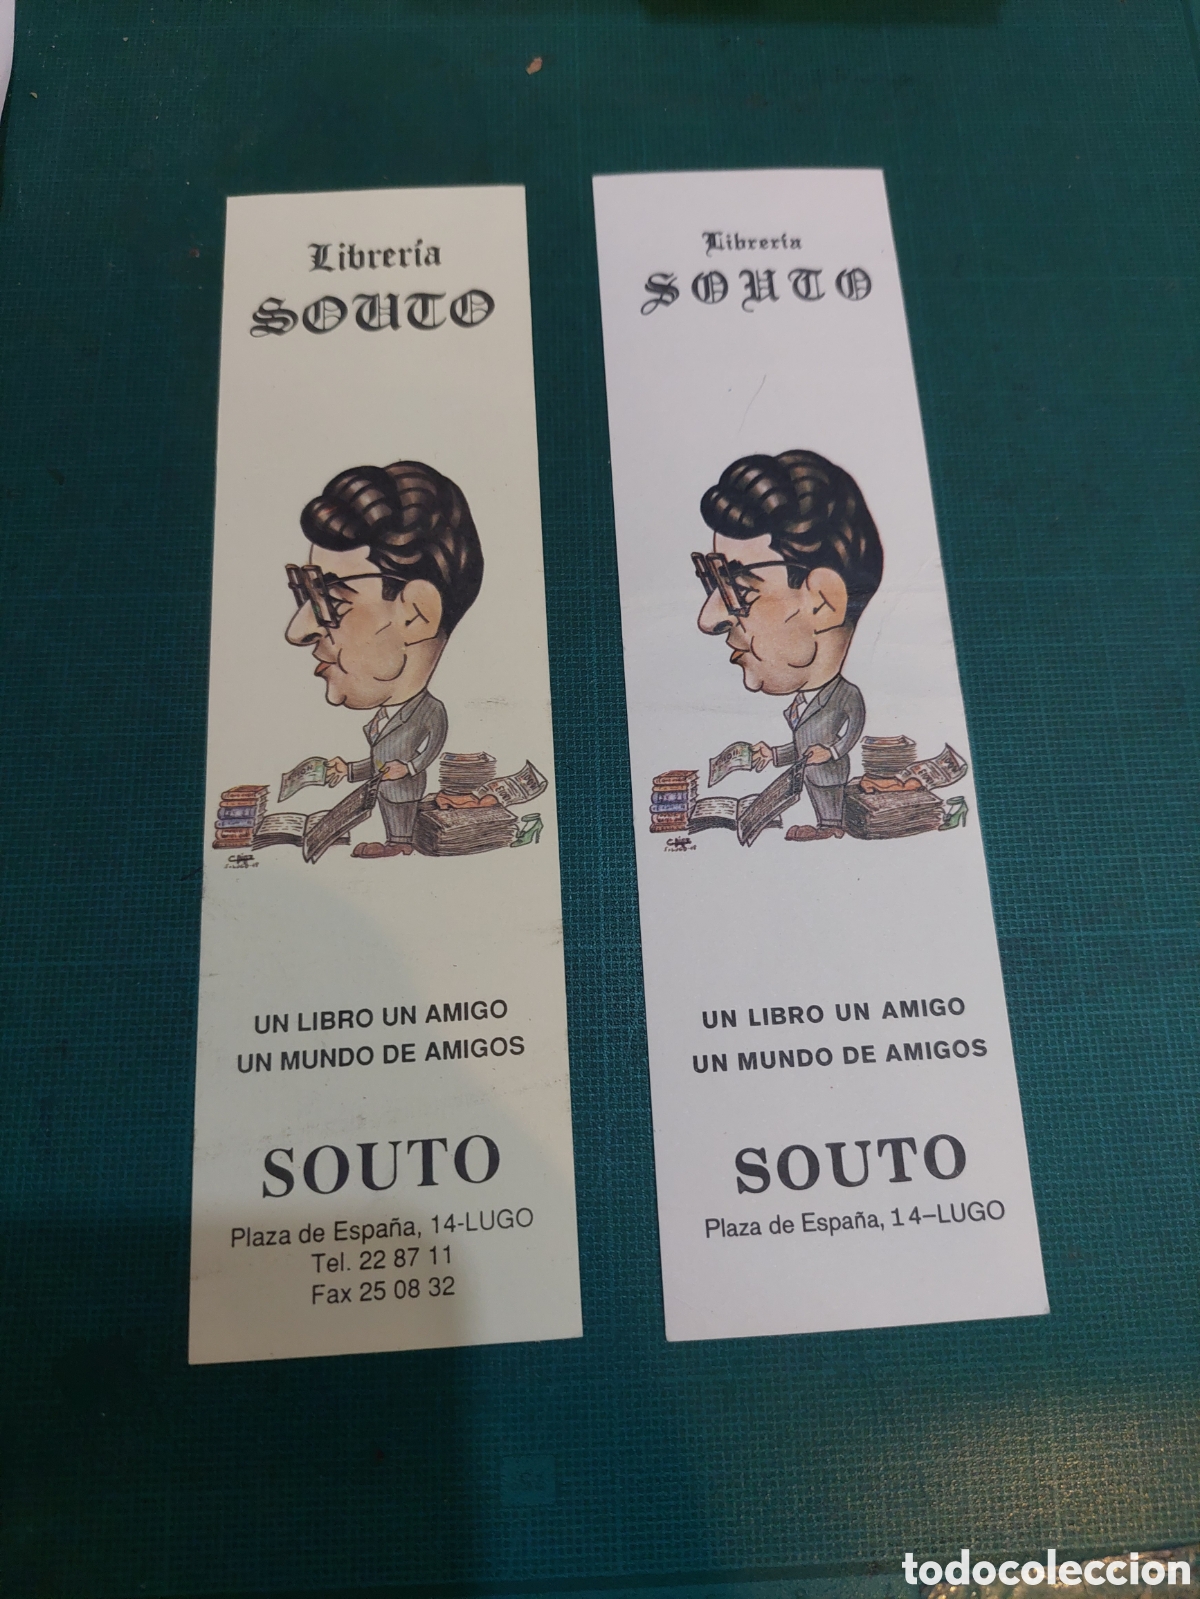 Librería
SOUTO
UN LIBRO UN AMIGO
UN MUNDO DE AMIGOS
SOUTO
Plaza de España, 14-LUGO
Tel. 22 87 11
Fax 25 08 32
Librería
SOUTO
UN LIBRO UN AMIGO
UN MUNDO DE AMIGOS
SOUTO
Plaza de España, 14-LUGO
todocoleccion